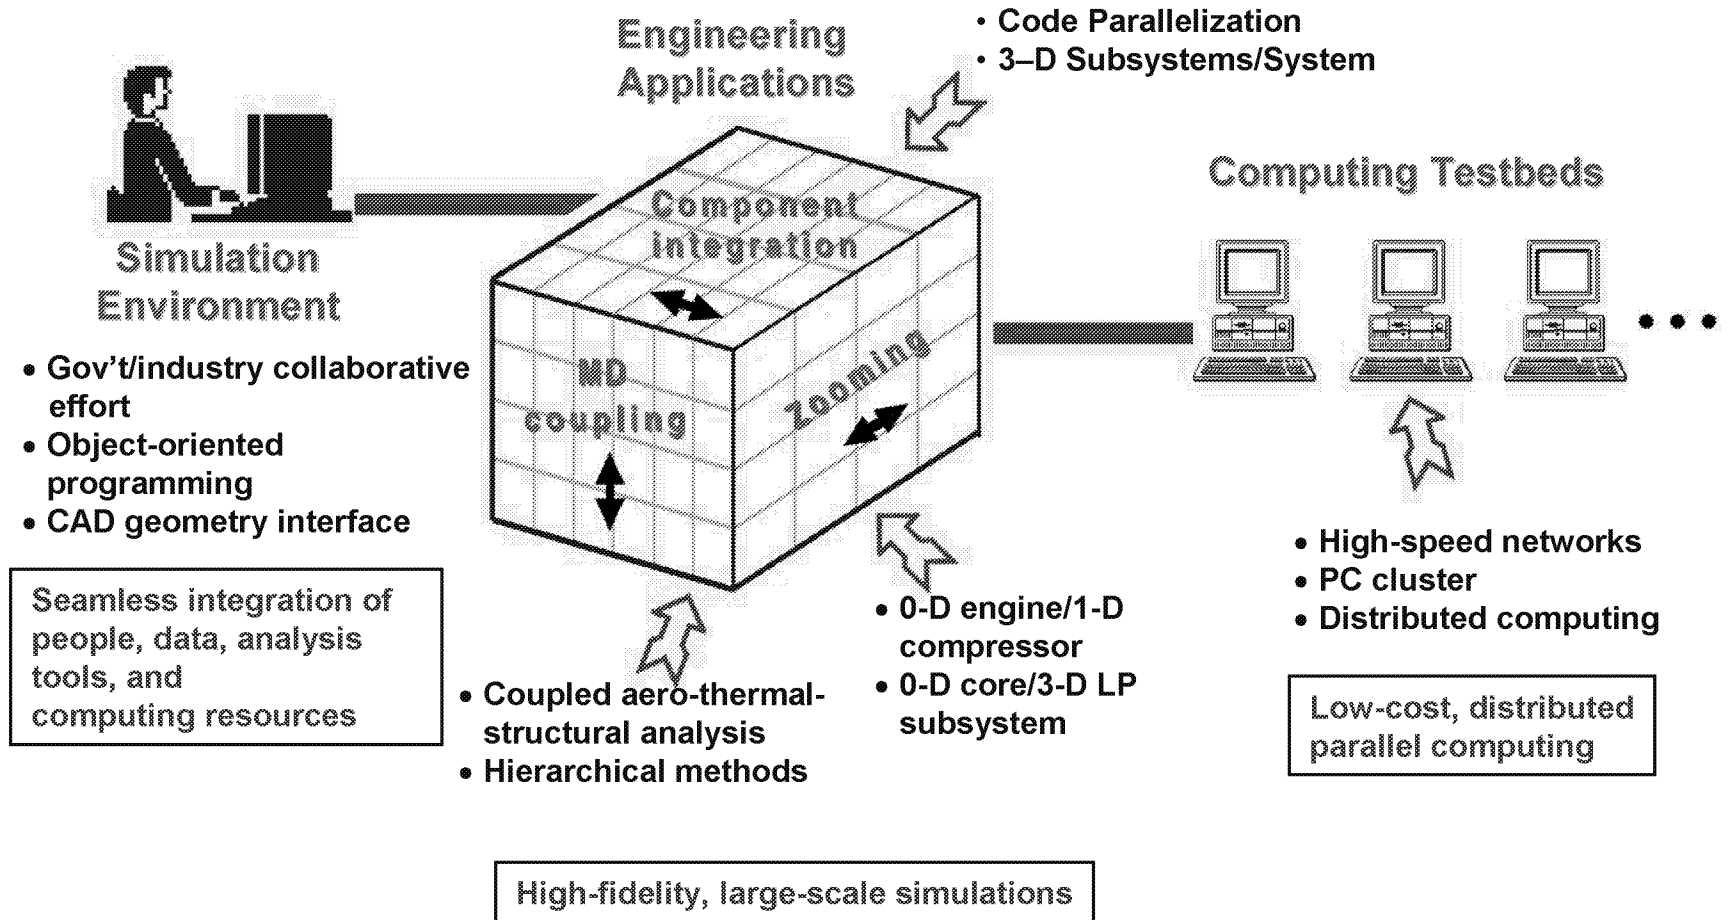 Engineering
Applications
• Code Parallelization
• 3–D Subsystems/System
Computing Testbeds
Simulation
Environment
Component
integration
MD
coupling
Zooming
• Gov't/industry collaborative
effort
• Object-oriented
programming
• CAD geometry interface
Seamless integration of
people, data, analysis
tools, and
computing resources
• Coupled aero-thermal-
structural analysis
• Hierarchical methods
• 0-D engine/1-D
compressor
• 0-D core/3-D LP
subsystem
• High-speed networks
• PC cluster
• Distributed computing
Low-cost, distributed
parallel computing
High-fidelity, large-scale simulations